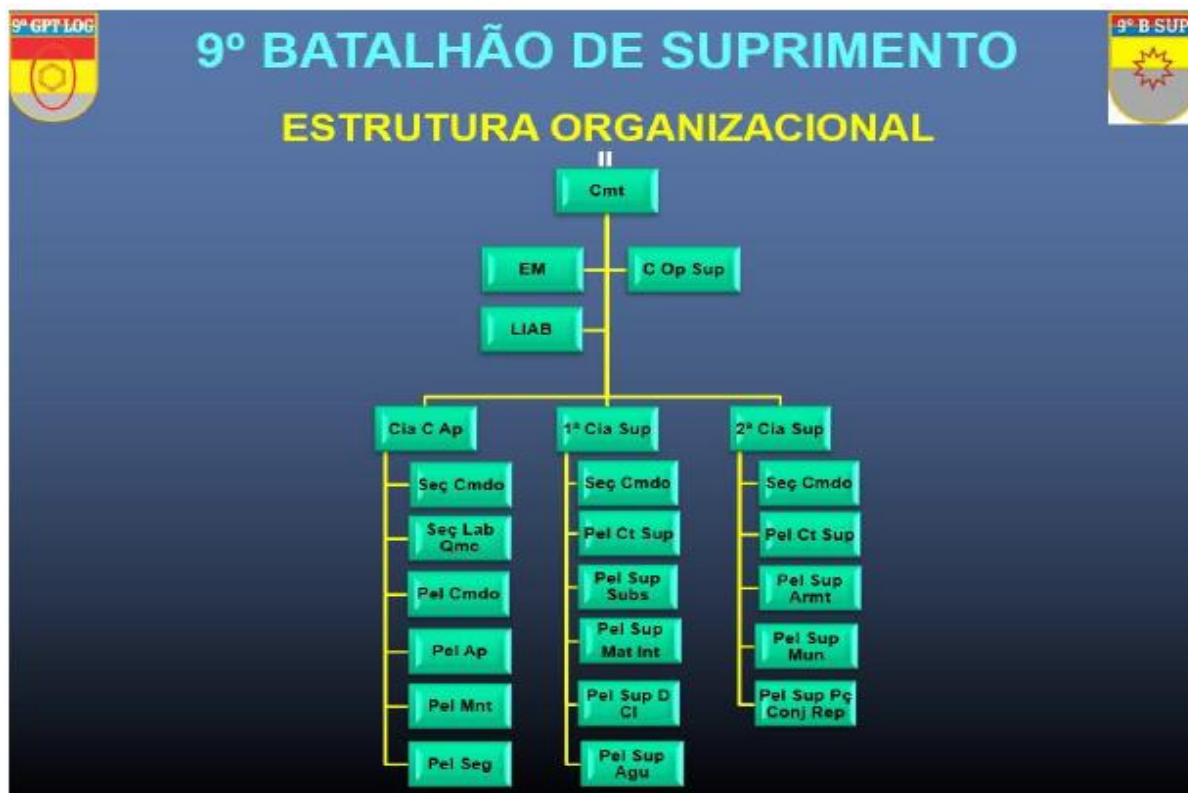 9º GPT LOG
9º B SUP
9º BATALHÃO DE SUPRIMENTO
ESTRUTURA ORGANIZACIONAL
II
Cmt
EM
C Op Sup
LIAB
Cia C Ap
1ª Cia Sup
2ª Cia Sup
Seç Cmdo
Seç Lab
Qmc
Pel Cmdo
Pel Ap
Pel Mnt
Pel Seg
Seç Cmdo
Pel Ct Sup
Pel Sup
Subs
Pel Sup
Mat Int
Pel Sup D
Cl
Pel Sup
Agu
Seç Cmdo
Pel Ct Sup
Pel Sup
Armt
Pel Sup
Mun
Pel Sup Pç
Conj Rep